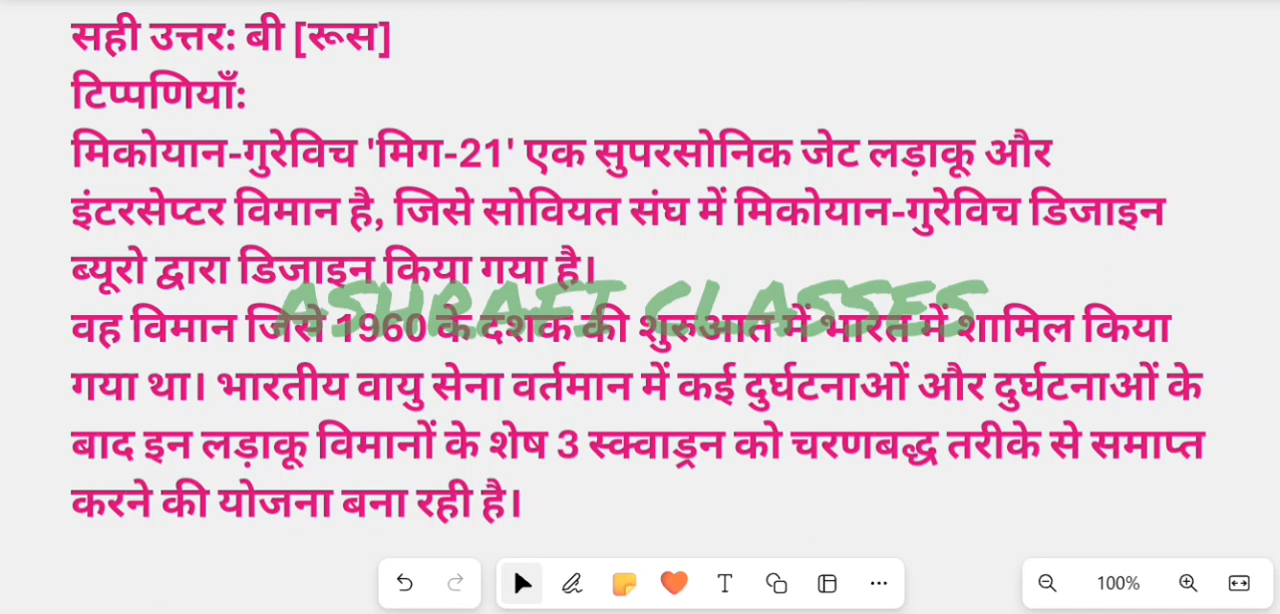 सही उत्तर: बी [रूस]
टिप्पणियाँ:
मिकोयान-गुरेविच 'मिग-21' एक सुपरसोनिक जेट लड़ाकू और
इंटरसेप्टर विमान है, जिसे सोवियत संघ में मिकोयान-गुरेविच डिजाइन
ब्यूरो द्वारा डिजाइन किया गया है।
ASHRAFI CLASSES
वह विमान जिसे 1960 के दशक की शुरुआत में भारत में शामिल किया
गया था। भारतीय वायु सेना वर्तमान में कई दुर्घटनाओं और दुर्घटनाओं के
बाद इन लड़ाकू विमानों के शेष 3 स्क्वाड्रन को चरणबद्ध तरीके से समाप्त
करने की योजना बना रही है।
T
100%